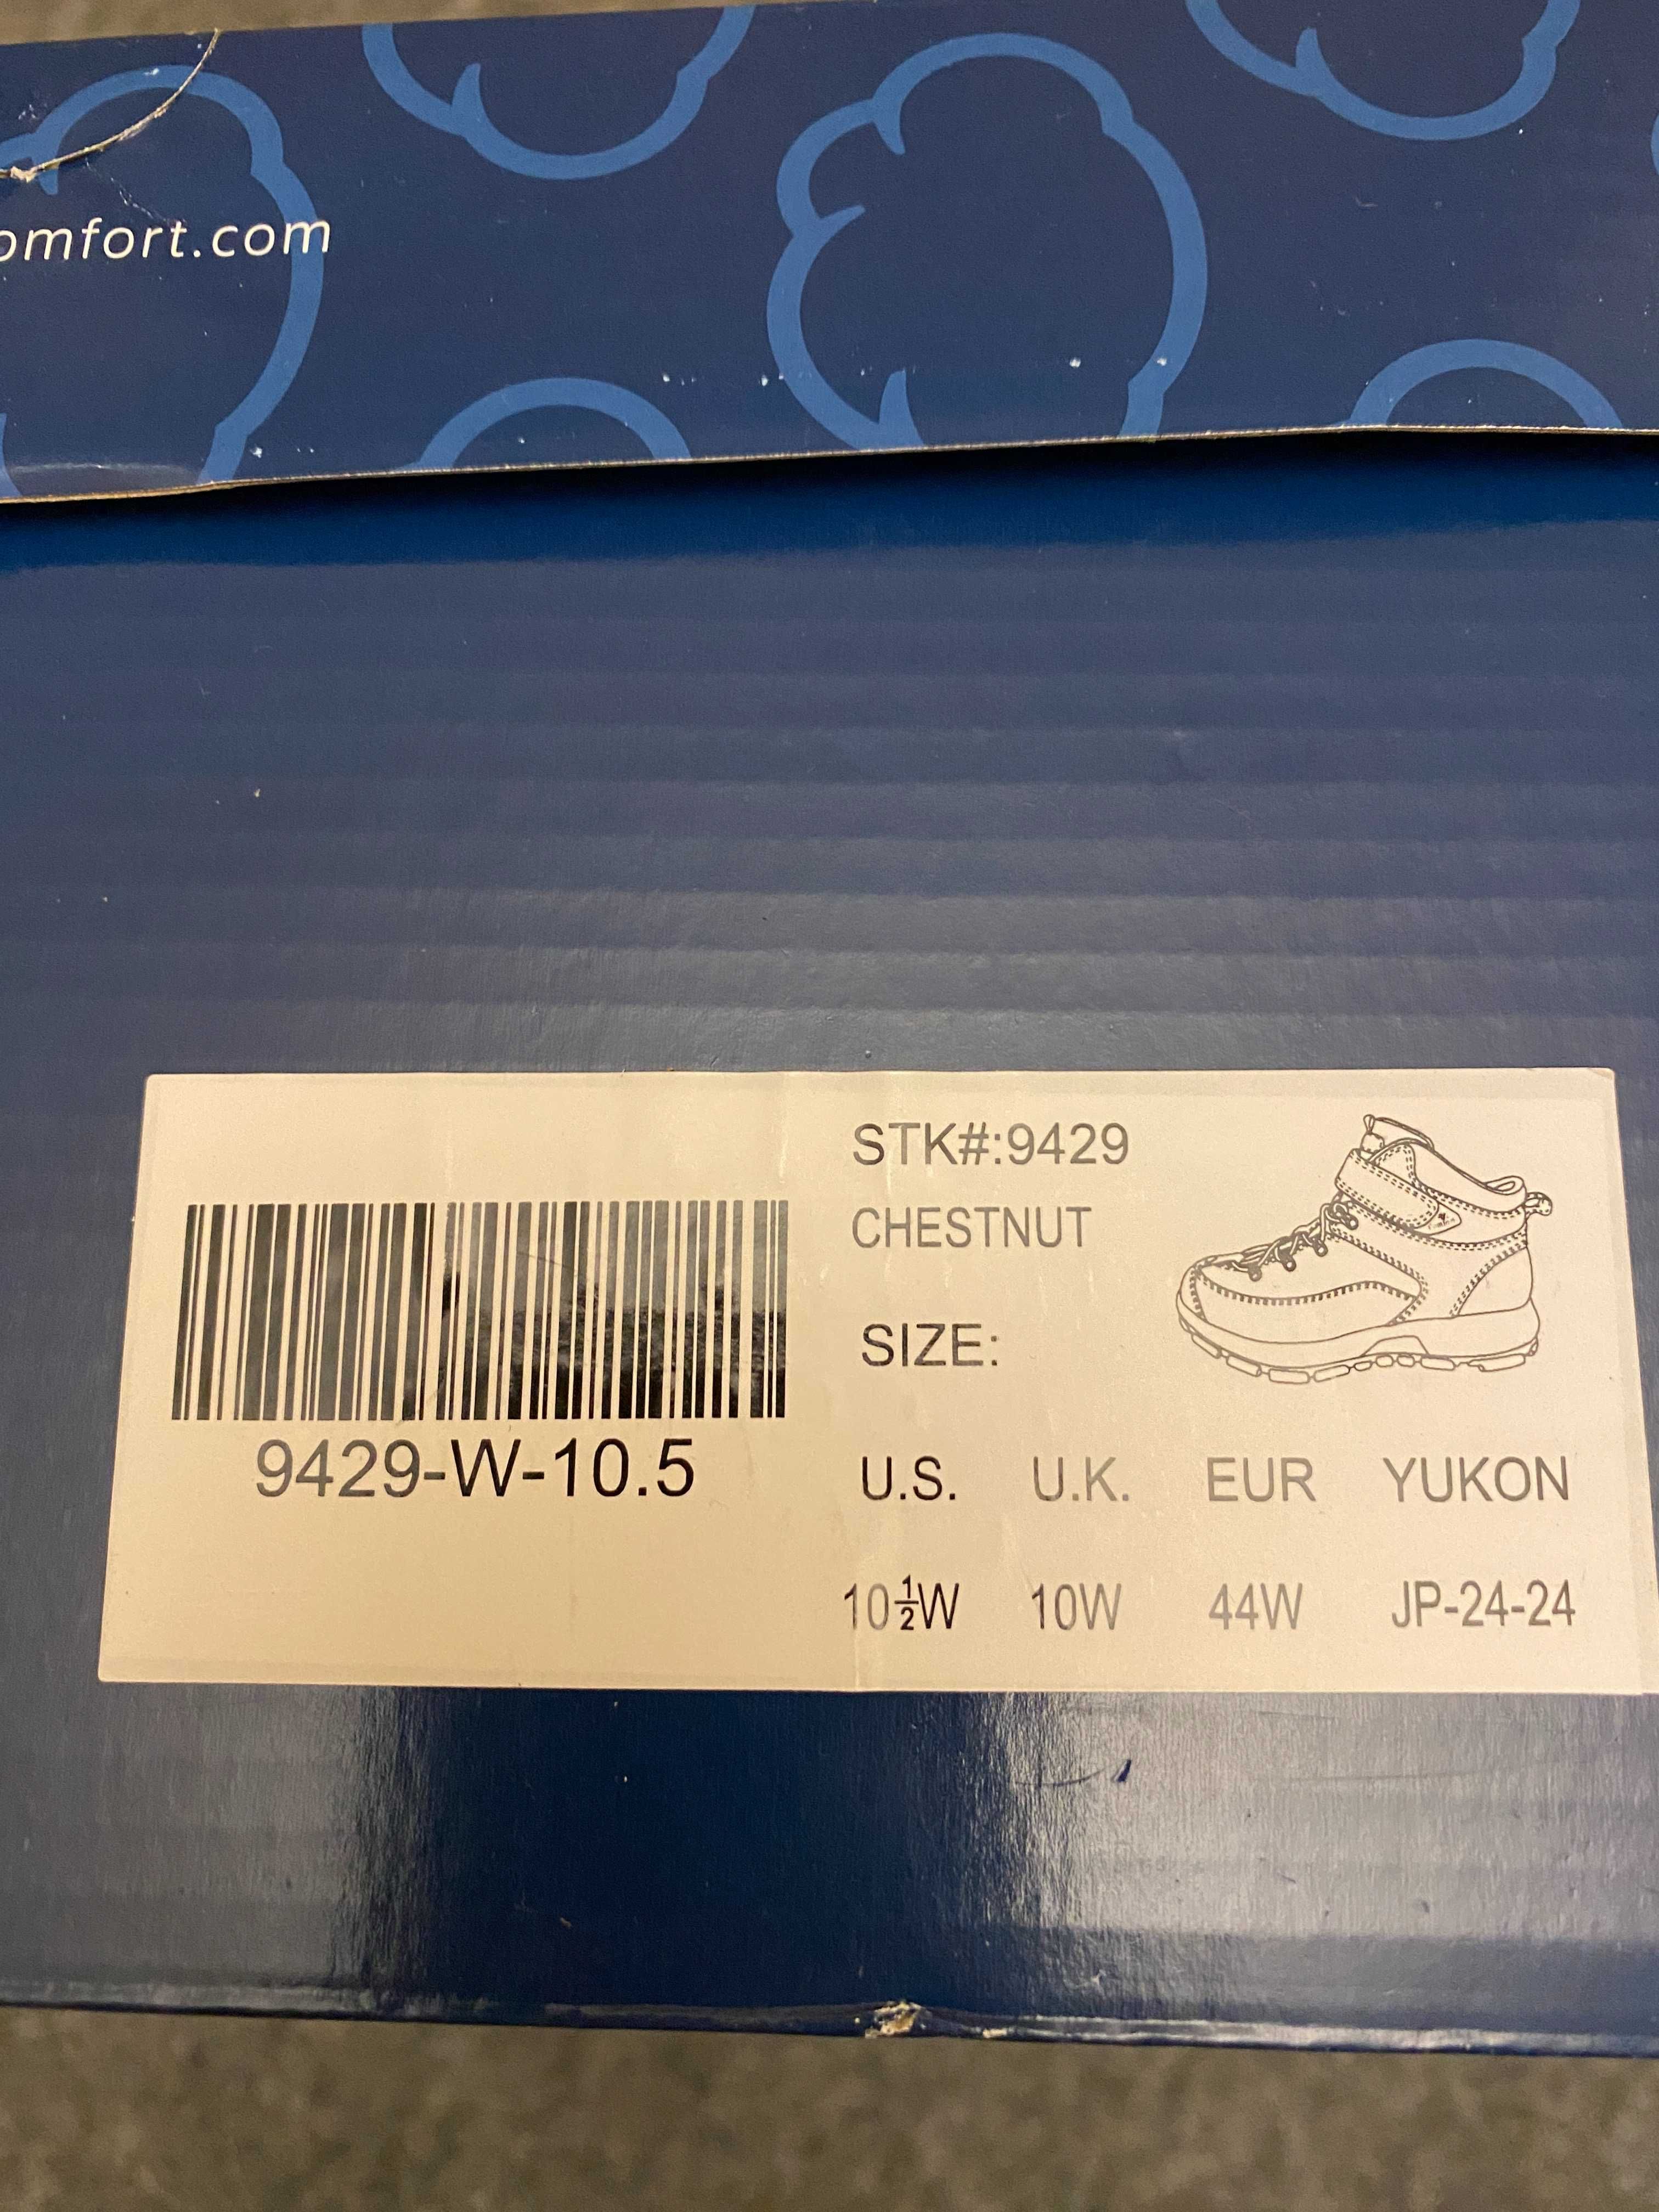 omfort.com
STK#:9429
CHESTNUT
SIZE:
9429-W-10.5
U.S. U.K. EUR YUKON
10½W 10W 44W JP-24-24